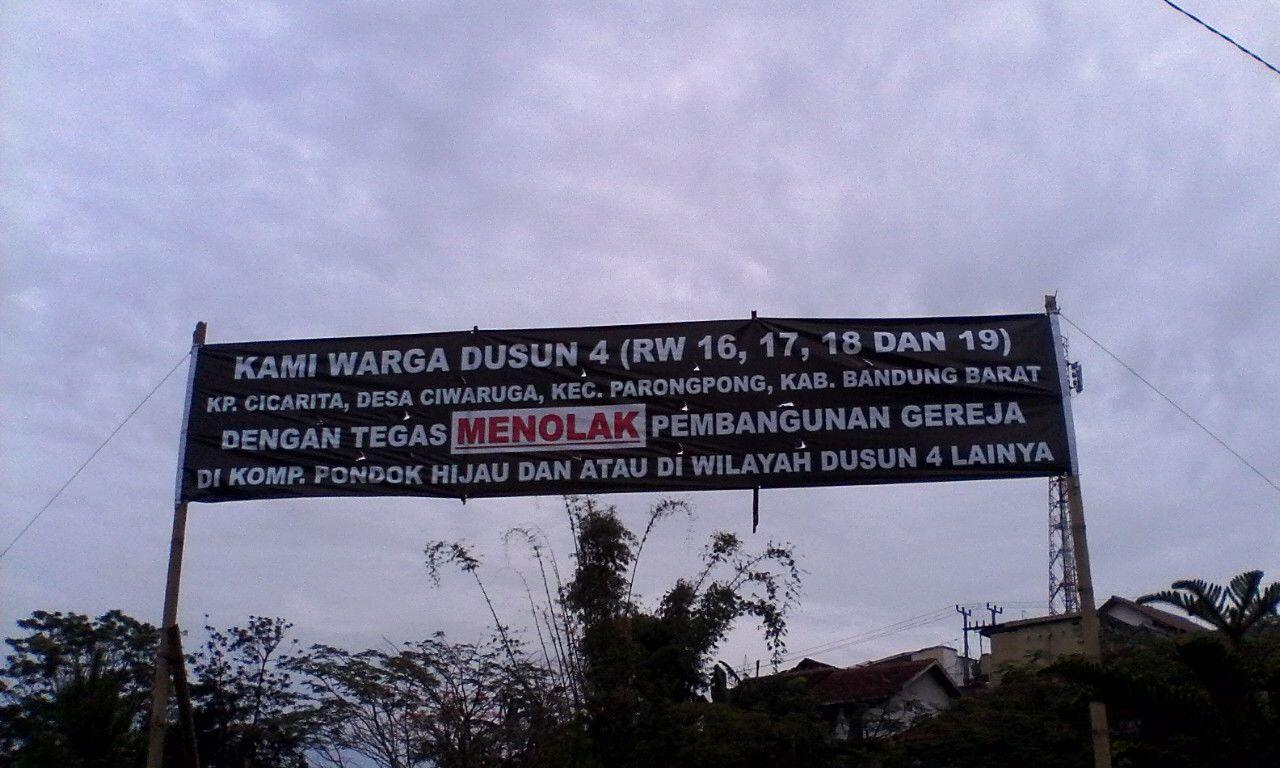 KAMI WARGA DUSUN 4 (RW 16, 17, 18 DAN 19)
KP. CICARITA, DESA CIWARUGA, KEC. PARONGPONG, KAB. BANDUNG BARAT
DENGAN TEGAS MENOLAK PEMBANGUNAN GEREJA
DI KOMP. PONDOK HIJAU DAN ATAU DI WILAYAH DUSUN 4 LAINYA